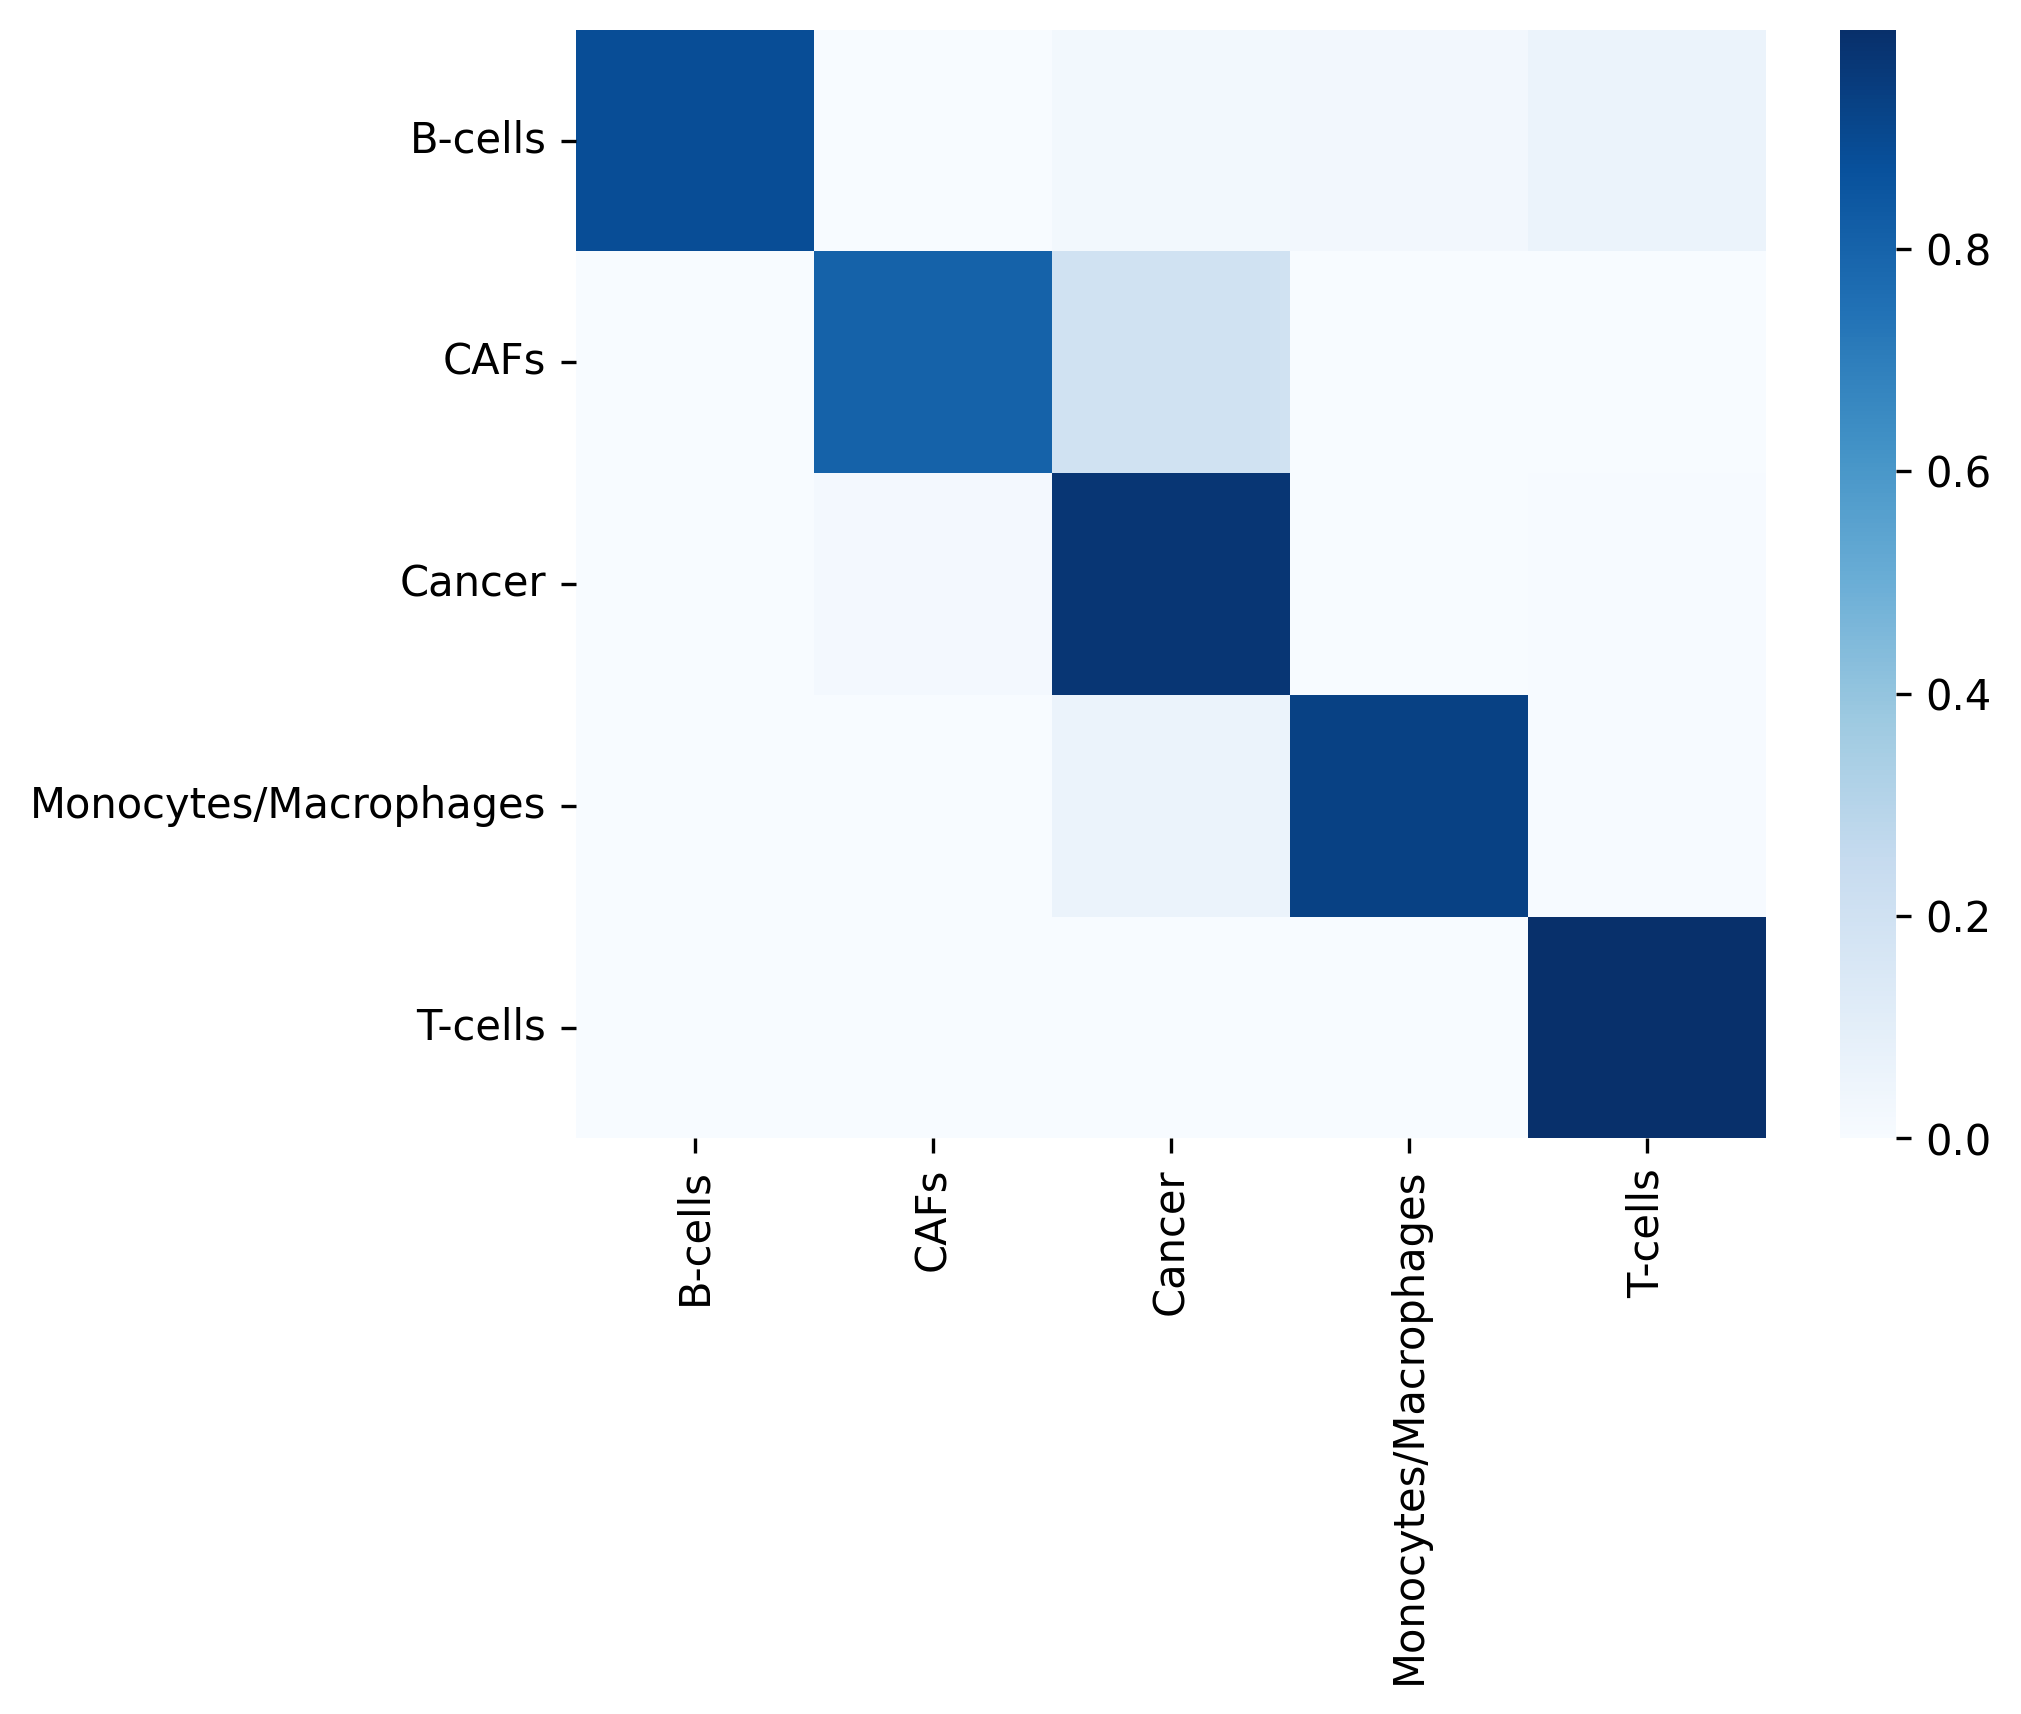 B-cells
CAFs
Cancer
Monocytes/Macrophages
T-cells
0.8
0.6
0.4
0.2
0.0
B-cells
CAFs
Cancer
Monocytes/Macrophages
T-cells